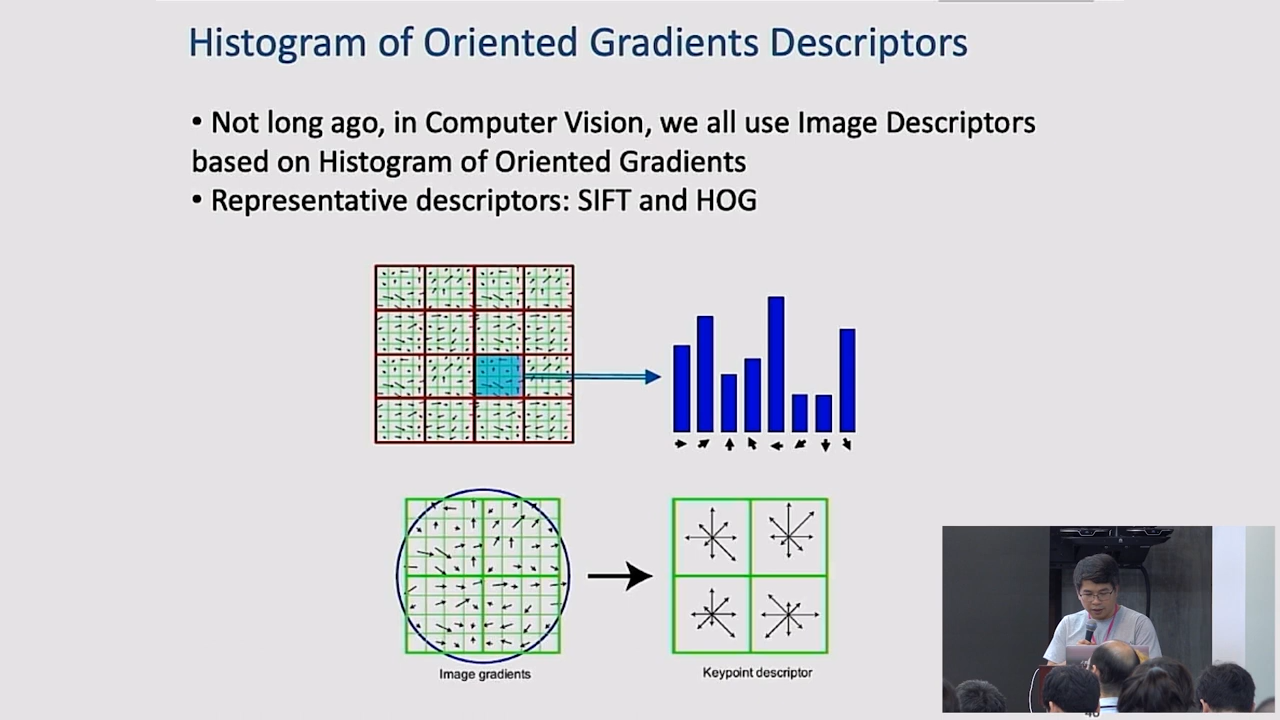 Histogram of Oriented Gradients Descriptors
• Not long ago, in Computer Vision, we all use Image Descriptors
based on Histogram of Oriented Gradients
• Representative descriptors: SIFT and HOG
Image gradients
Keypoint descriptor